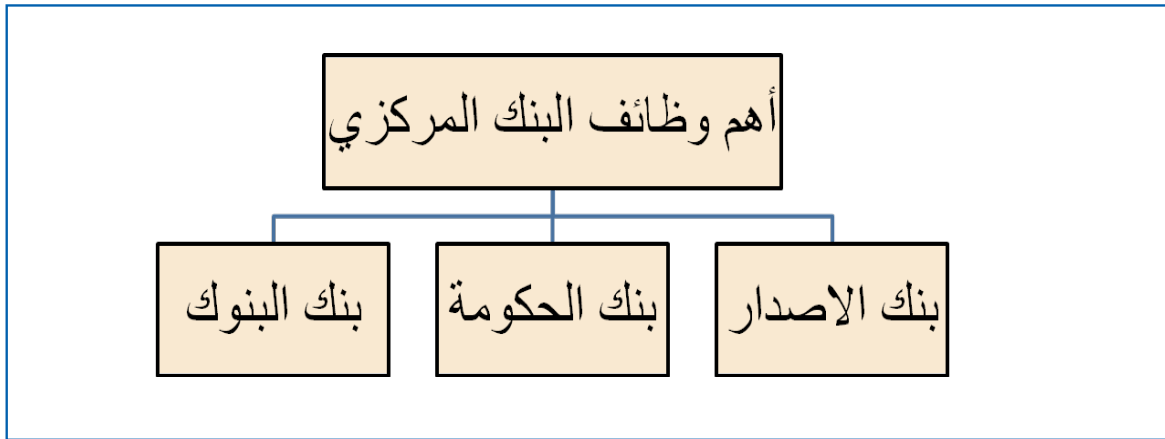 أهم وظائف البنك المركزي
بنك الاصدار
بنك الحكومة
بنك البنوك